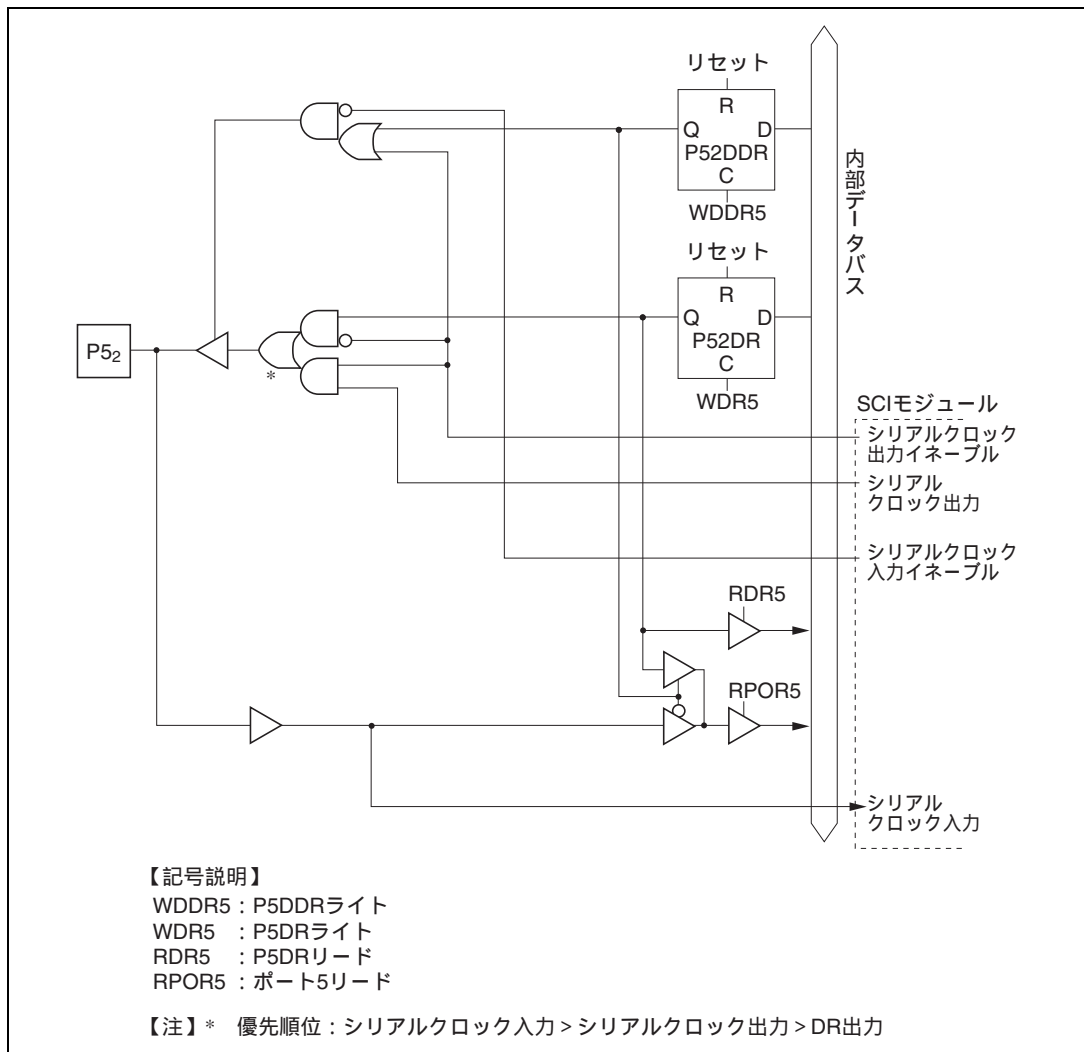 リセット
R
Q D
P52DDR
C
WDDR5
リセット
R
Q D
P52DR
C
WDR5
内部データバス
P5₂
*
SCIモジュール
シリアルクロック
出力イネーブル
シリアル
クロック出力
シリアルクロック
入力イネーブル
RDR5
RPOR5
シリアル
クロック入力
【記号説明】
WDDR5 : P5DDRライト
WDR5 : P5DRライト
RDR5 : P5DRリード
RPOR5 : ポート5リード
【注】* 優先順位：シリアルクロック入力 > シリアルクロック出力 > DR出力